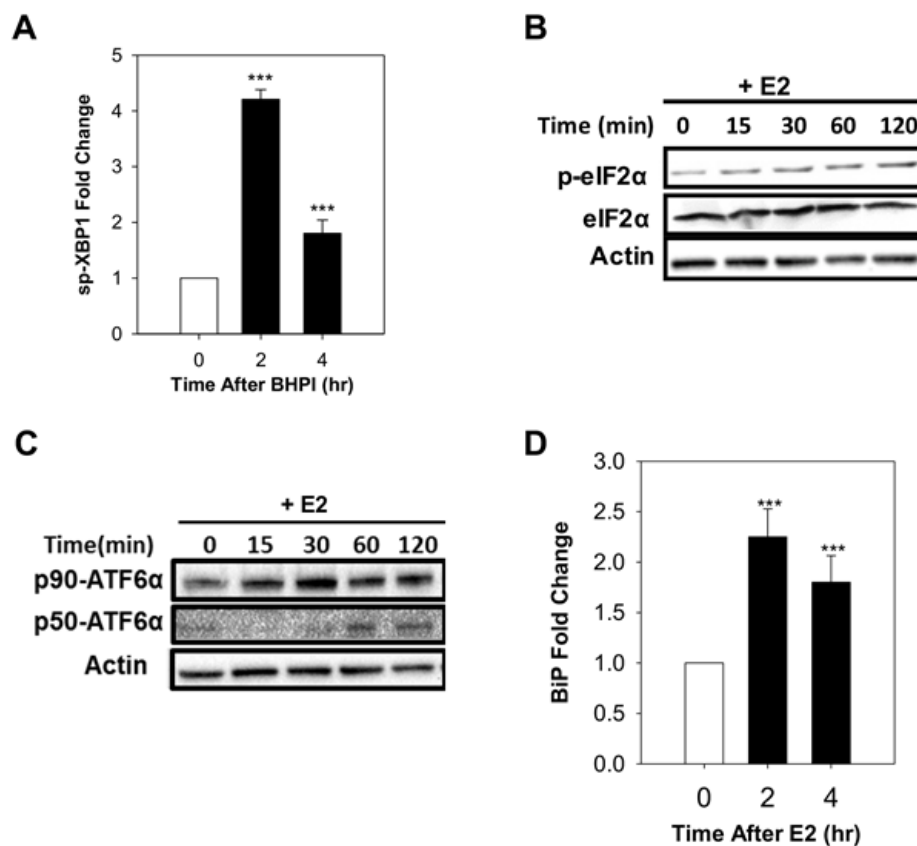 A
sp-XBP1 Fold Change
5
4
3
2
1
0
***
***
0 2 4
Time After BHPI (hr)
B
+ E2
Time (min) 0 15 30 60 120
p-eIF2α
eIF2α
Actin
C
+ E2
Time(min) 0 15 30 60 120
p90-ATF6α
p50-ATF6α
Actin
D
BiP Fold Change
3.0
2.5
2.0
1.5
1.0
0.5
0.0
***
***
0 2 4
Time After E2 (hr)